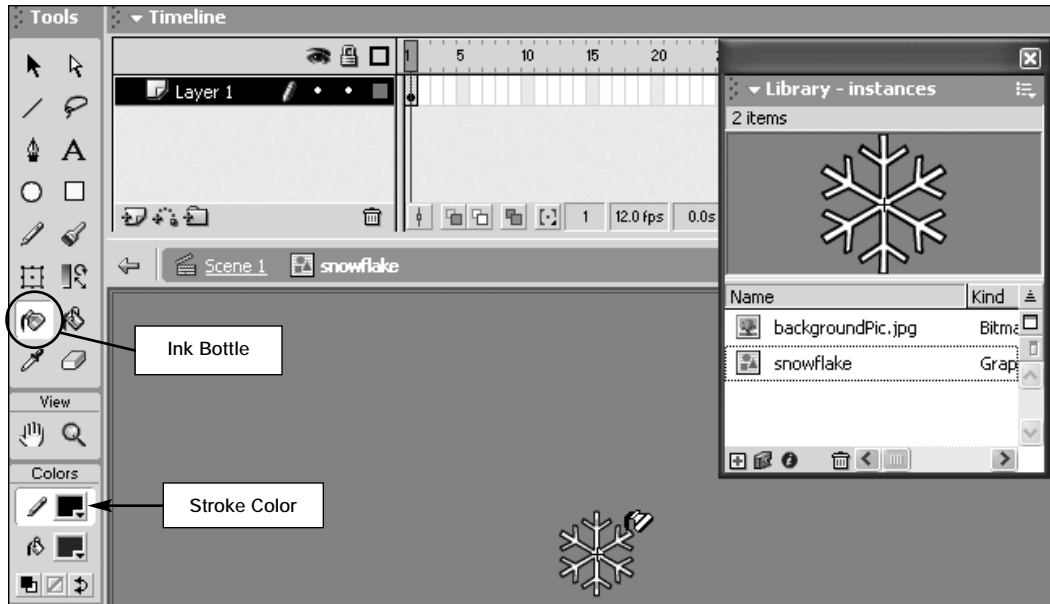 Tools
Timeline
1 5 10 15 20
Layer 1
1 12.0 fps 0.0s
Scene 1 snowflake
Library - instances
2 items
Name Kind
backgroundPic.jpg Bitma
snowflake Grap
Ink Bottle
View
Colors
Stroke Color